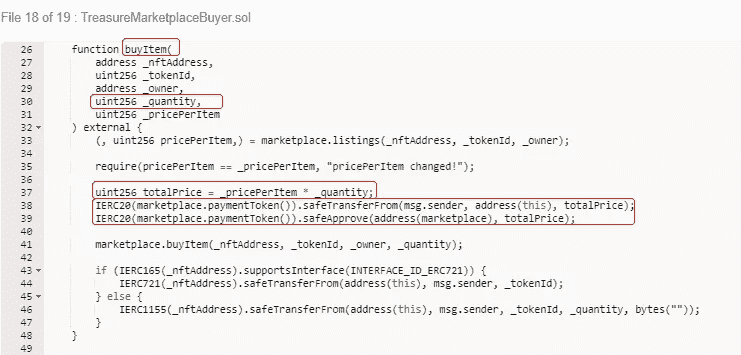 File 18 of 19 : TreasureMarketplaceBuyer.sol
26 function buyItem(
27 address _nftAddress,
28 uint256 _tokenId,
29 address _owner,
30 uint256 _quantity,
31 uint256 _pricePerItem
32 ) external {
33 (, uint256 pricePerItem,) = marketplace.listings(_nftAddress, _tokenId, _owner);
34
35 require(pricePerItem == _pricePerItem, "pricePerItem changed!");
36
37 uint256 totalPrice = _pricePerItem * _quantity;
38 IERC20(marketplace.paymentToken()).safeTransferFrom(msg.sender, address(this), totalPrice);
39 IERC20(marketplace.paymentToken()).safeApprove(address(marketplace), totalPrice);
40
41 marketplace.buyItem(_nftAddress, _tokenId, _owner, _quantity);
42
43 if (IERC165(_nftAddress).supportsInterface(INTERFACE_ID_ERC721)) {
44 IERC721(_nftAddress).safeTransferFrom(address(this), msg.sender, _tokenId);
45 } else {
46 IERC1155(_nftAddress).safeTransferFrom(address(this), msg.sender, _tokenId, _quantity, bytes(""));
47 }
48 }
49